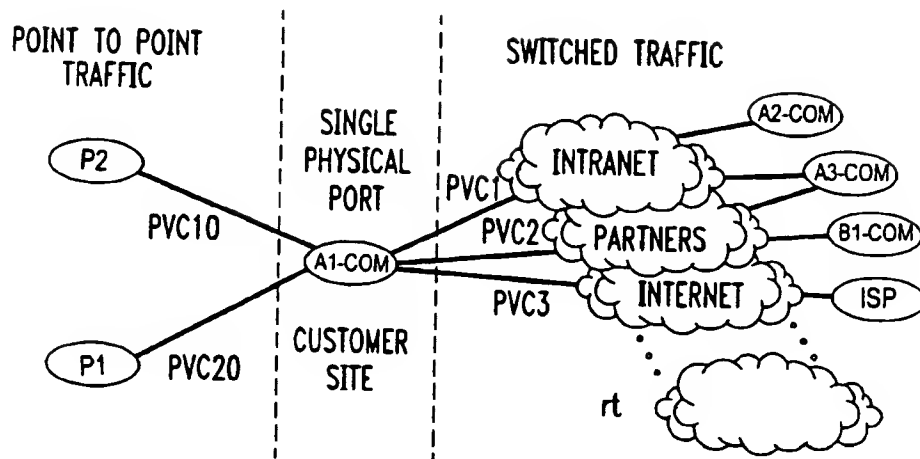 POINT TO POINT
TRAFFIC
SINGLE
PHYSICAL
PORT
SWITCHED TRAFFIC
P2
PVC10
A1-COM
P1
PVC20
CUSTOMER
SITE
PVC1
PVC2
PVC3
INTRANET
PARTNERS
INTERNET
A2-COM
A3-COM
B1-COM
ISP
rt